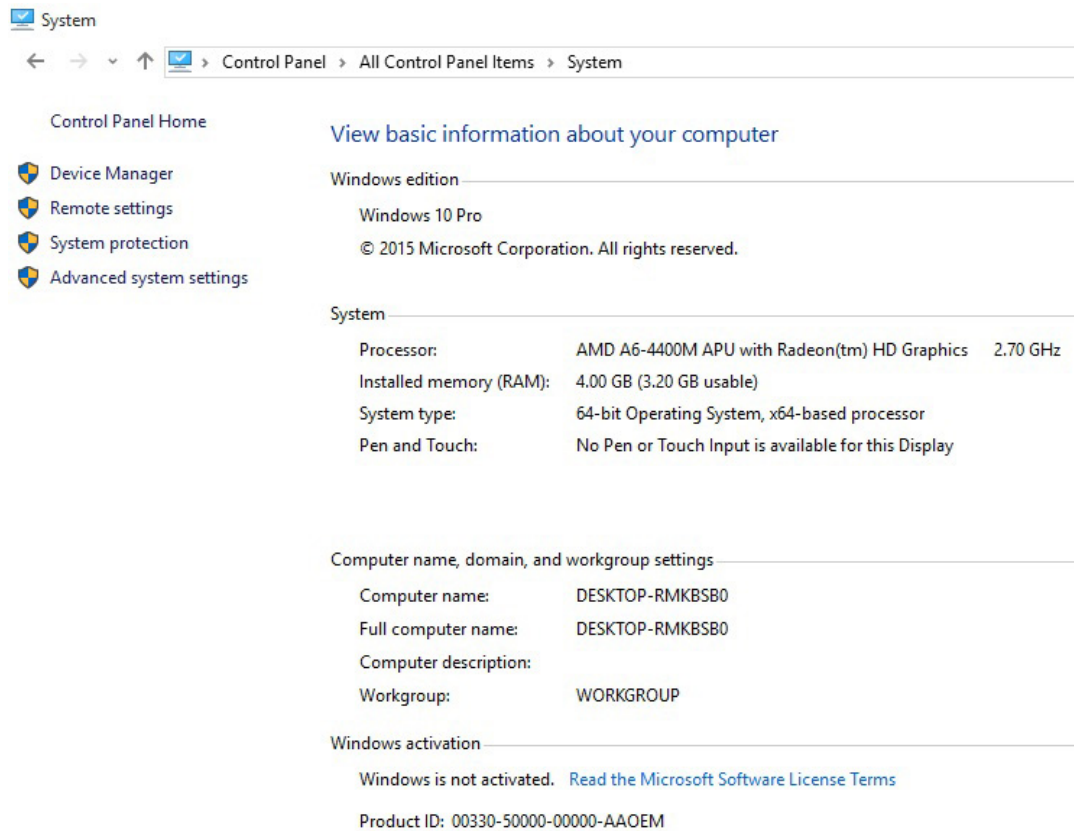 System
Control Panel > All Control Panel Items > System
Control Panel Home
Device Manager
Remote settings
System protection
Advanced system settings
View basic information about your computer
Windows edition
Windows 10 Pro
© 2015 Microsoft Corporation. All rights reserved.
System
Processor: AMD A6-4400M APU with Radeon(tm) HD Graphics 2.70 GHz
Installed memory (RAM): 4.00 GB (3.20 GB usable)
System type: 64-bit Operating System, x64-based processor
Pen and Touch: No Pen or Touch Input is available for this Display
Computer name, domain, and workgroup settings
Computer name: DESKTOP-RMKBSB0
Full computer name: DESKTOP-RMKBSB0
Computer description:
Workgroup: WORKGROUP
Windows activation
Windows is not activated. Read the Microsoft Software License Terms
Product ID: 00330-50000-00000-AAOEM